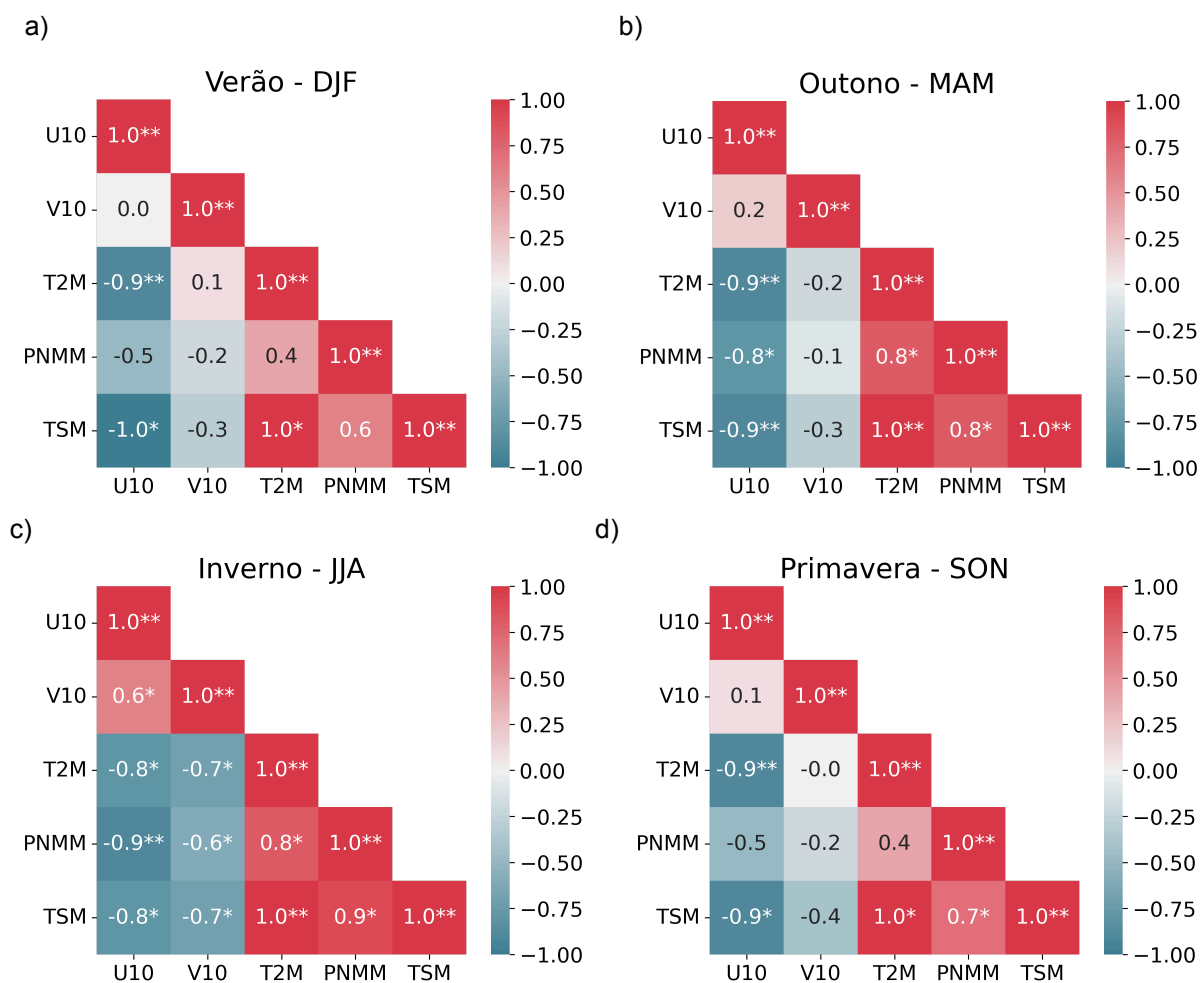 a)
Verão - DJF
U10 1.0** 1.00
0.75
V10 0.0 1.0** 0.50
0.25
T2M -0.9** 0.1 1.0** 0.00
-0.25
PNMM -0.5 -0.2 0.4 1.0** -0.50
-0.75
TSM -1.0* -0.3 1.0* 0.6 1.0** -1.00
U10 V10 T2M PNMM TSM
b)
Outono - MAM
U10 1.0** 1.00
0.75
V10 0.2 1.0** 0.50
0.25
T2M -0.9** -0.2 1.0** 0.00
-0.25
PNMM -0.8* -0.1 0.8* 1.0** -0.50
-0.75
TSM -0.9** -0.3 1.0** 0.8* 1.0** -1.00
U10 V10 T2M PNMM TSM
c)
Inverno - JJA
U10 1.0** 1.00
0.75
V10 0.6* 1.0** 0.50
0.25
T2M -0.8* -0.7* 1.0** 0.00
-0.25
PNMM -0.9** -0.6* 0.8* 1.0** -0.50
-0.75
TSM -0.8* -0.7* 1.0** 0.9* 1.0** -1.00
U10 V10 T2M PNMM TSM
d)
Primavera - SON
U10 1.0** 1.00
0.75
V10 0.1 1.0** 0.50
0.25
T2M -0.9** -0.0 1.0** 0.00
-0.25
PNMM -0.5 -0.2 0.4 1.0** -0.50
-0.75
TSM -0.9* -0.4 1.0* 0.7* 1.0** -1.00
U10 V10 T2M PNMM TSM